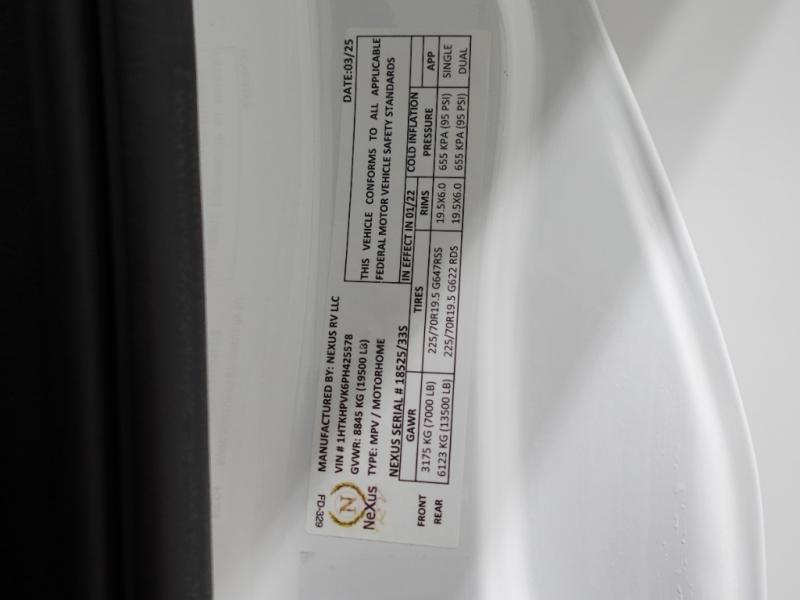 FD-329
N
NeXus
RV
MANUFACTURED BY: NEXUS RV LLC
DATE:03/25
VIN # 1HTKHPVK6PH425578
GVWR: 8845 KG (19500 LB)
TYPE: MPV / MOTORHOME
THIS VEHICLE CONFORMS TO ALL APPLICABLE
FEDERAL MOTOR VEHICLE SAFETY STANDARDS
NEXUS SERIAL # 18525/33S
IN EFFECT IN 01/22
GAWR TIRES RIMS COLD INFLATION PRESSURE APP
FRONT 3175 KG (7000 LB) 225/70R19.5 G647RSS 19.5X6.0 655 KPA (95 PSI) SINGLE
REAR 6123 KG (13500 LB) 225/70R19.5 G622 RDS 19.5X6.0 655 KPA (95 PSI) DUAL